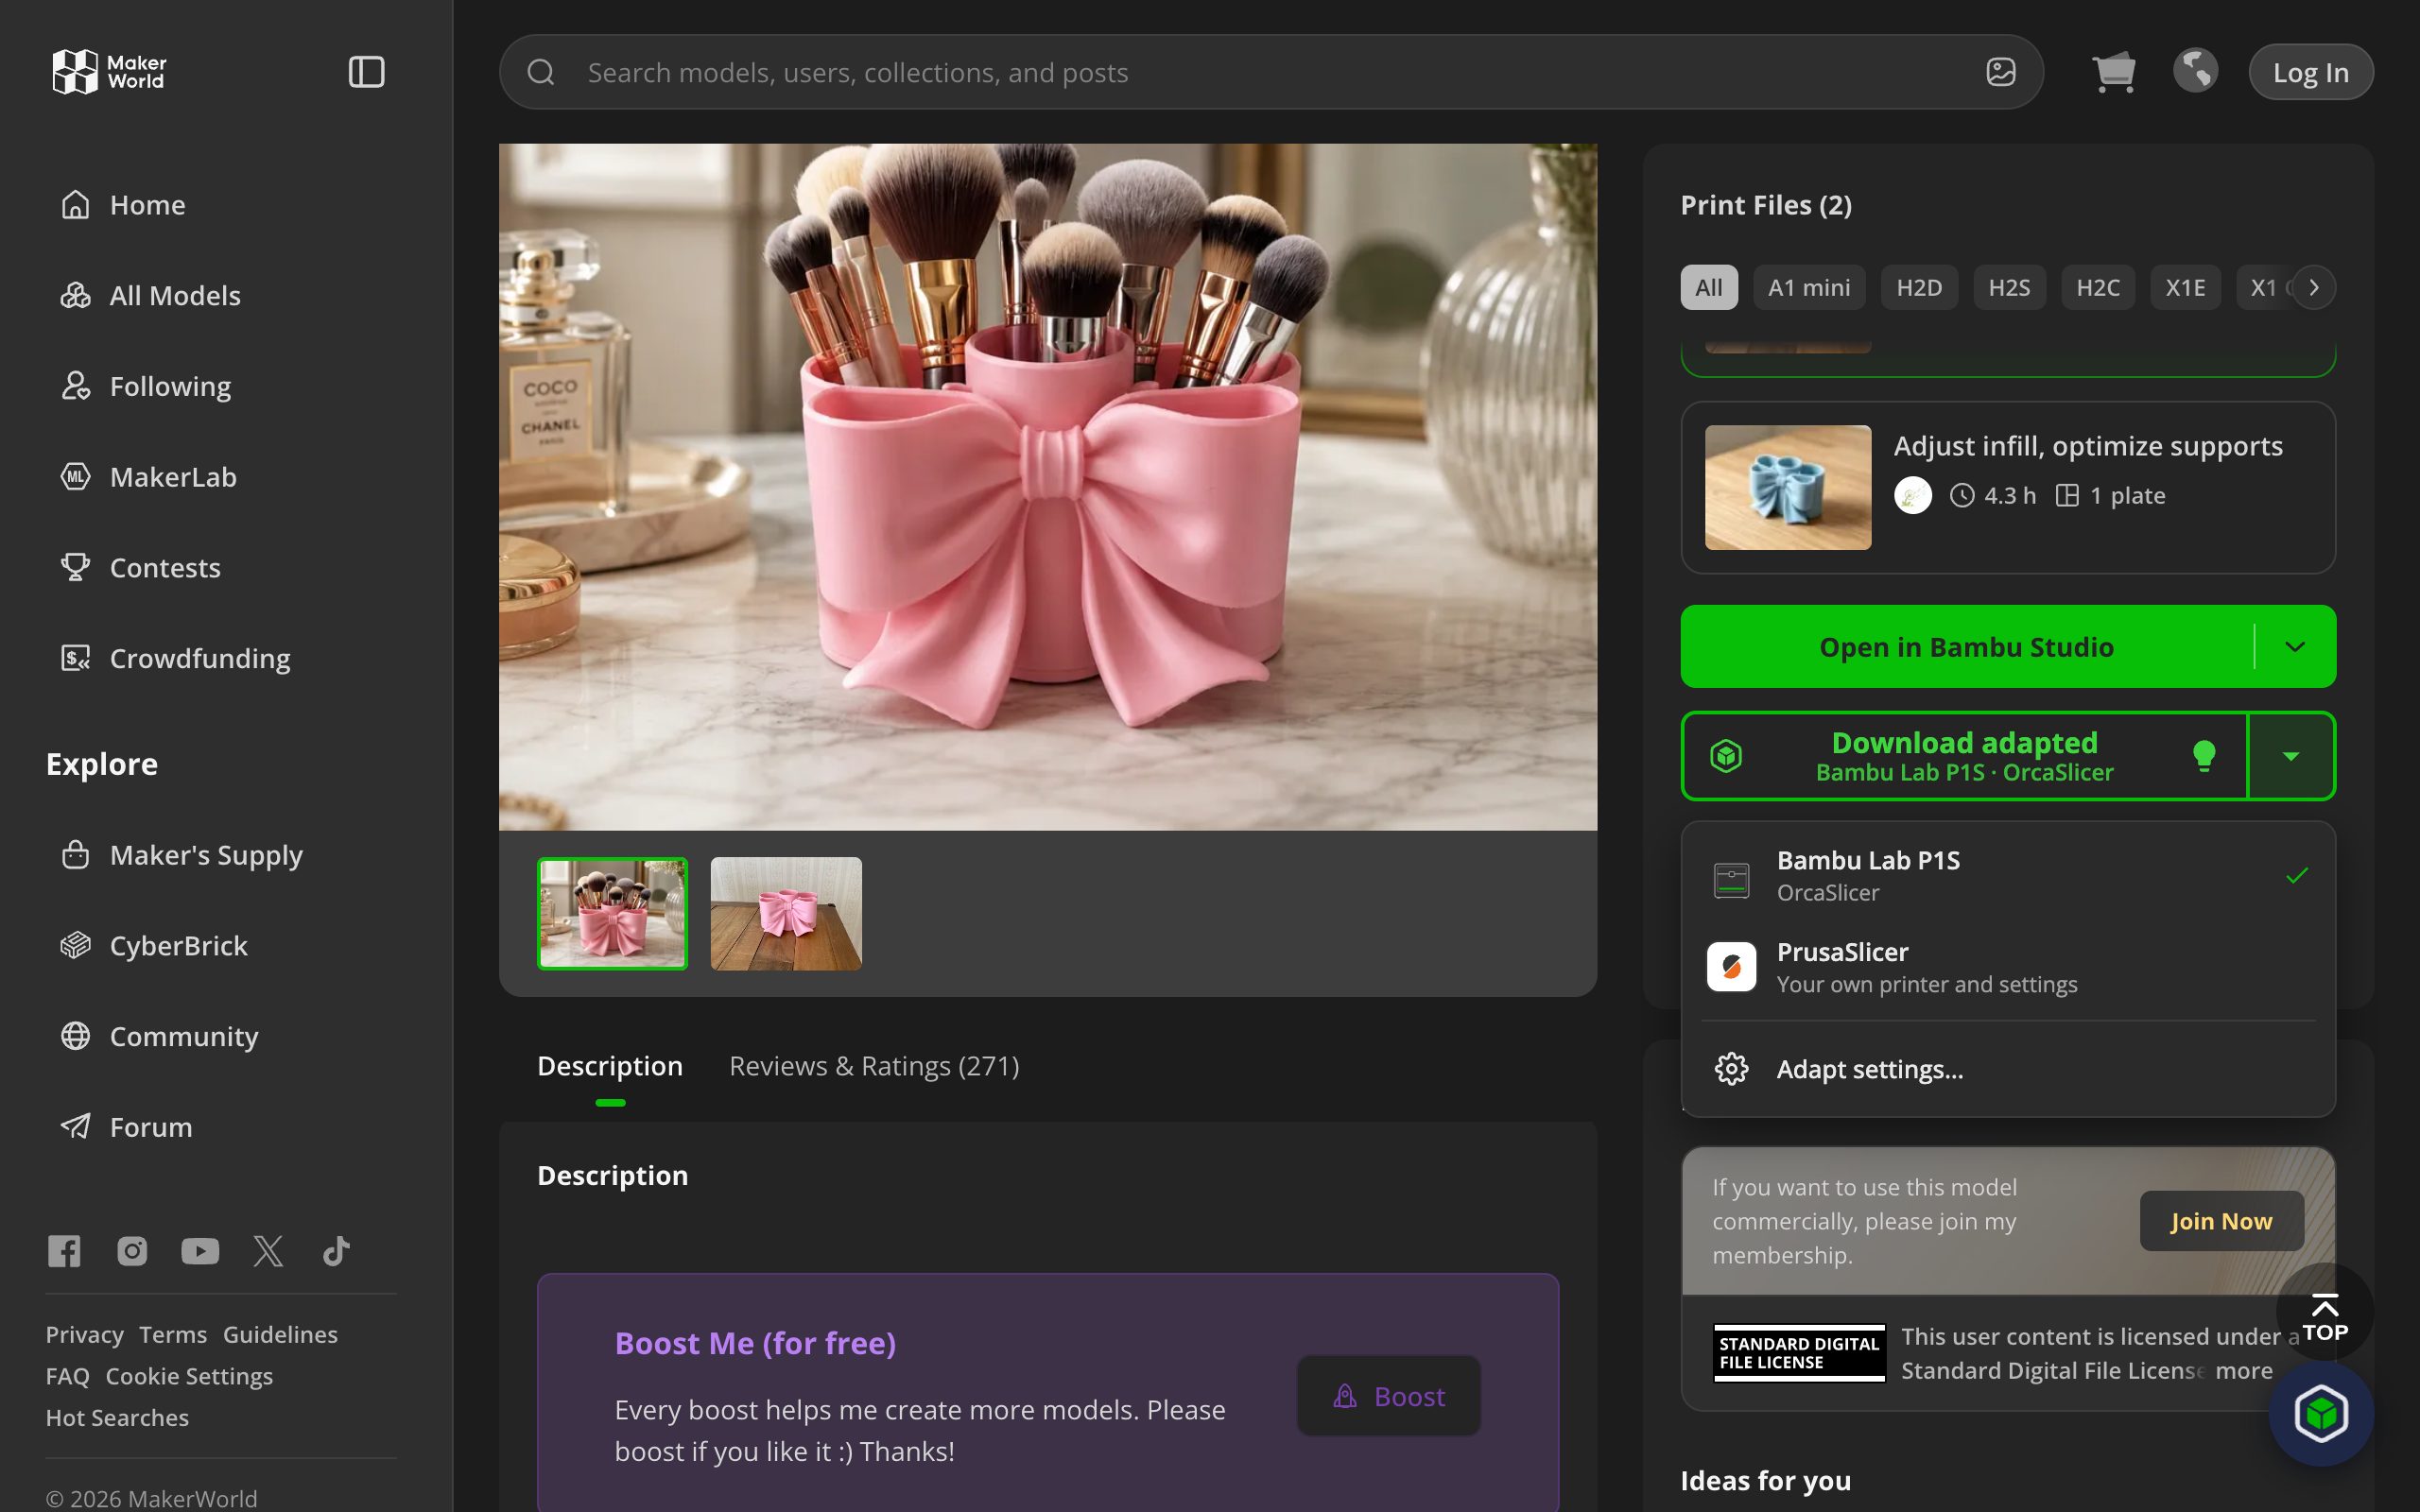 Maker
World
Home
All Models
Following
MakerLab
Contests
Crowdfunding
Explore
Maker's Supply
CyberBrick
Community
Forum
Privacy Terms Guidelines
FAQ Cookie Settings
Hot Searches
© 2026 MakerWorld
Search models, users, collections, and posts
Log In
COCO
CHANEL
PARIS
Description
Reviews & Ratings (271)
Description
Boost Me (for free)
Every boost helps me create more models. Please
boost if you like it :) Thanks!
Boost
Print Files (2)
All
A1 mini
H2D
H2S
H2C
X1E
X1
Adjust infill, optimize supports
4.3 h
1 plate
Open in Bambu Studio
Download adapted
Bambu Lab P1S · OrcaSlicer
Bambu Lab P1S
OrcaSlicer
PrusaSlicer
Your own printer and settings
Adapt settings...
If you want to use this model
commercially, please join my
membership.
Join Now
STANDARD DIGITAL
FILE LICENSE
This user content is licensed under a
Standard Digital File License more
TOP
Ideas for you